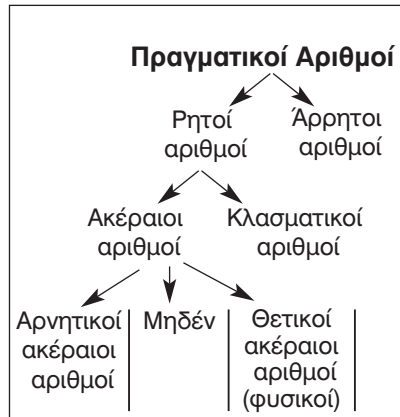 Πραγματικοί Αριθμοί
Ρητοί αριθμοί
Άρρητοι αριθμοί
Ακέραιοι αριθμοί
Κλασματικοί αριθμοί
Αρνητικοί ακέραιοι αριθμοί
Μηδέν
Θετικοί ακέραιοι αριθμοί (φυσικοί)